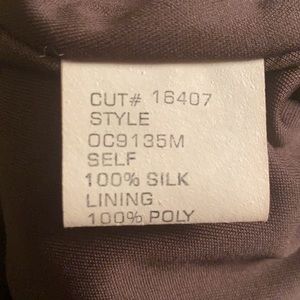 CUT# 16407
STYLE
OC9135M
SELF
100% SILK
LINING
100% POLY